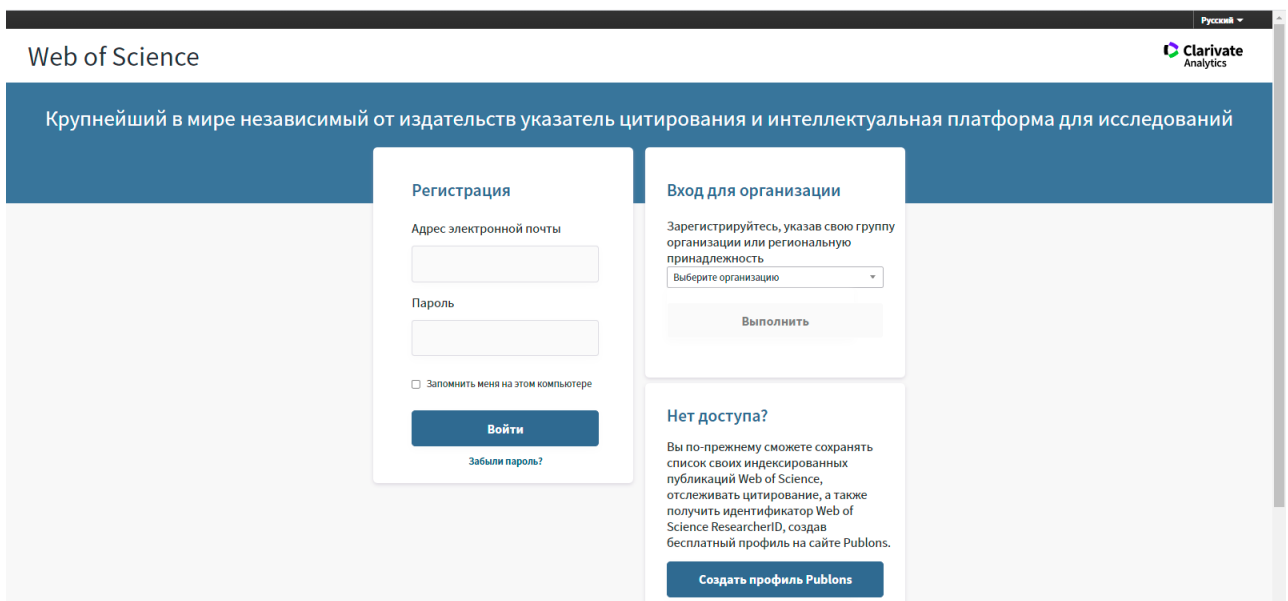 Русский
Web of Science
Clarivate
Analytics
Крупнейший в мире независимый от издательств указатель цитирования и интеллектуальная платформа для исследований
Регистрация
Адрес электронной почты
Пароль
Запомнить меня на этом компьютере
Войти
Забыли пароль?
Вход для организации
Зарегистрируйтесь, указав свою группу
организации или региональную
принадлежность
Выберите организацию
Выполнить
Нет доступа?
Вы по-прежнему сможете сохранять
список своих индексированных
публикаций Web of Science,
отслеживать цитирование, а также
получить идентификатор Web of
Science ResearcherID, создав
бесплатный профиль на сайте Publons.
Создать профиль Publons